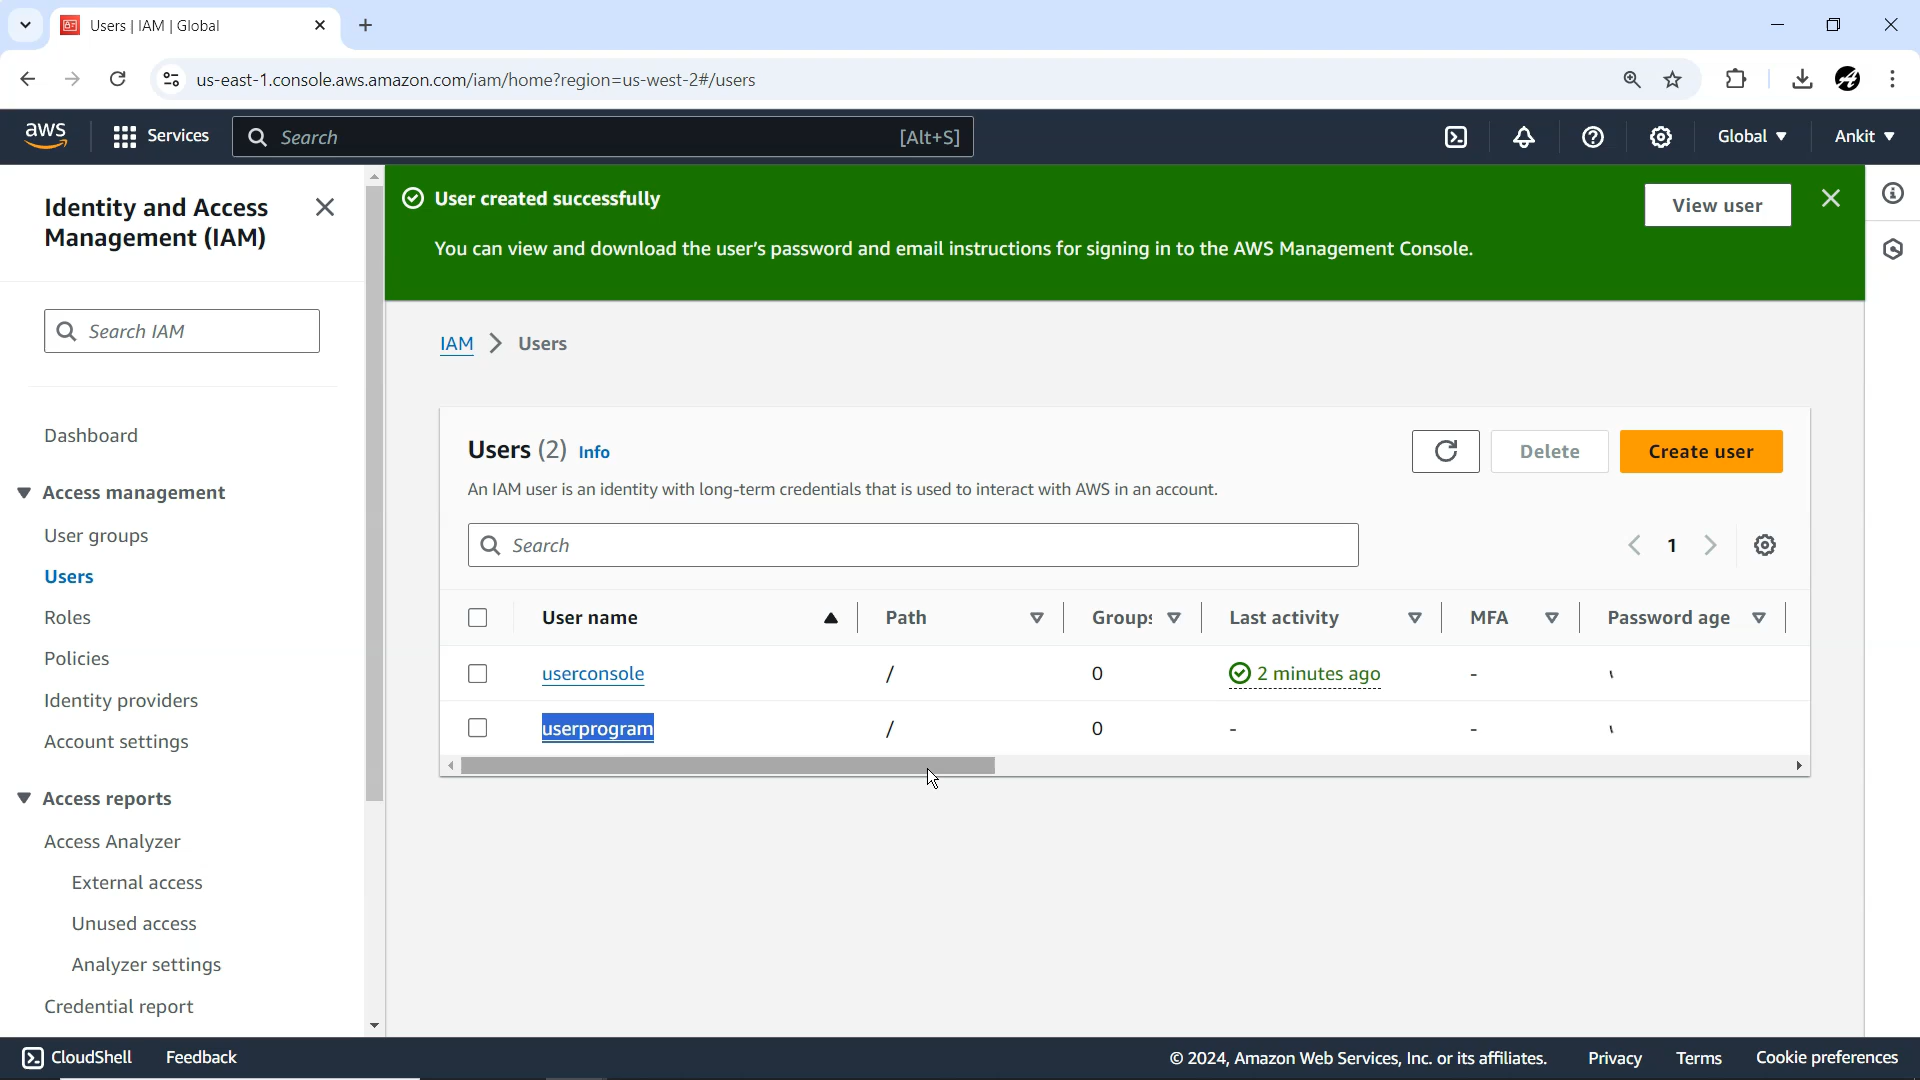 Users | IAM | Global
us-east-1.console.aws.amazon.com/iam/home?region=us-west-2#/users
aws
Services
Search
[Alt+S]
Global
Ankit
Identity and Access
Management (IAM)
Search IAM
Dashboard
Access management
User groups
Users
Roles
Policies
Identity providers
Account settings
Access reports
Access Analyzer
External access
Unused access
Analyzer settings
Credential report
User created successfully
View user
You can view and download the user's password and email instructions for signing in to the AWS Management Console.
IAM > Users
Users (2) Info
Delete
Create user
An IAM user is an identity with long-term credentials that is used to interact with AWS in an account.
Search
1
User name Path Groups Last activity MFA Password age
userconsole / 0 2 minutes ago -
userprogram / 0 - -
CloudShell Feedback © 2024, Amazon Web Services, Inc. or its affiliates. Privacy Terms Cookie preferences